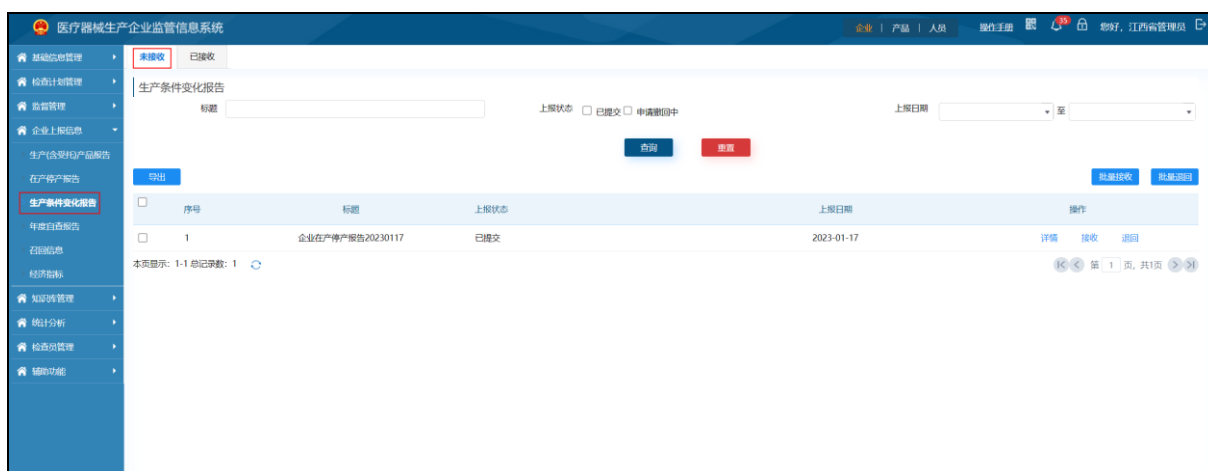 医疗器械生产企业监管信息系统 企业 | 产品 | 人员 操作手册 35 您好，江西省管理员
基础信息管理
检查计划管理
监督管理
企业上报信息
生产(含受托)产品报告
在产停产报告
生产条件变化报告
年度自查报告
召回信息
经济指标
知识库管理
统计分析
检查员管理
辅助功能
未接收 已接收
生产条件变化报告
标题 上报状态 已提交 申请撤回中 上报日期 至
查询 重置
导出 批量接收 批量退回
序号 标题 上报状态 上报日期 操作
1 企业在产停产报告20230117 已提交 2023-01-17 详情 接收 退回
本页显示：1-1 总记录数：1 第 1 页, 共1页